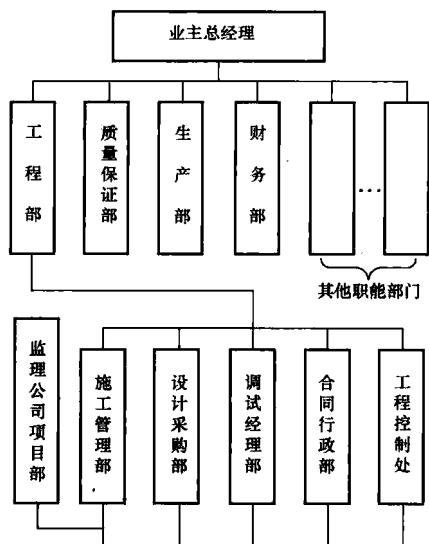 业主总经理
工程部
质量保证部
生产部
财务部
…
其他职能部门
监理公司项目部
施工管理部
设计采购部
调试经理部
合同行政部
工程控制处